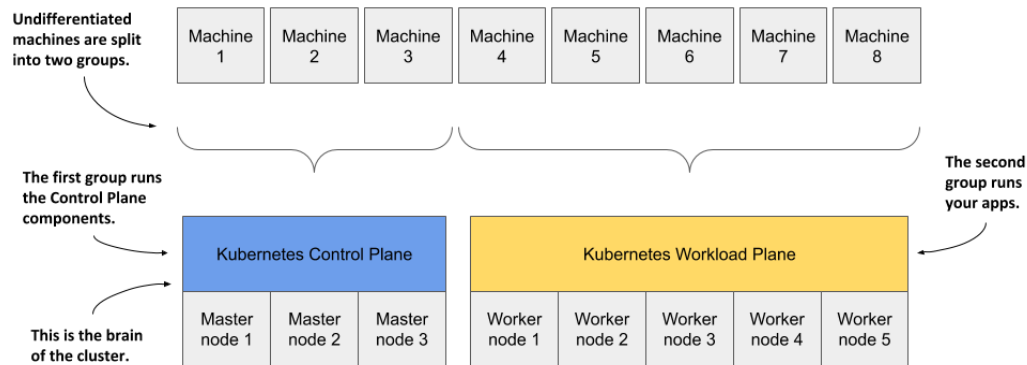 Undifferentiated
machines are split
into two groups.
Machine
1
Machine
2
Machine
3
Machine
4
Machine
5
Machine
6
Machine
7
Machine
8
The first group runs
the Control Plane
components.
The second
group runs
your apps.
Kubernetes Control Plane
Kubernetes Workload Plane
This is the brain
of the cluster.
Master
node 1
Master
node 2
Master
node 3
Worker
node 1
Worker
node 2
Worker
node 3
Worker
node 4
Worker
node 5